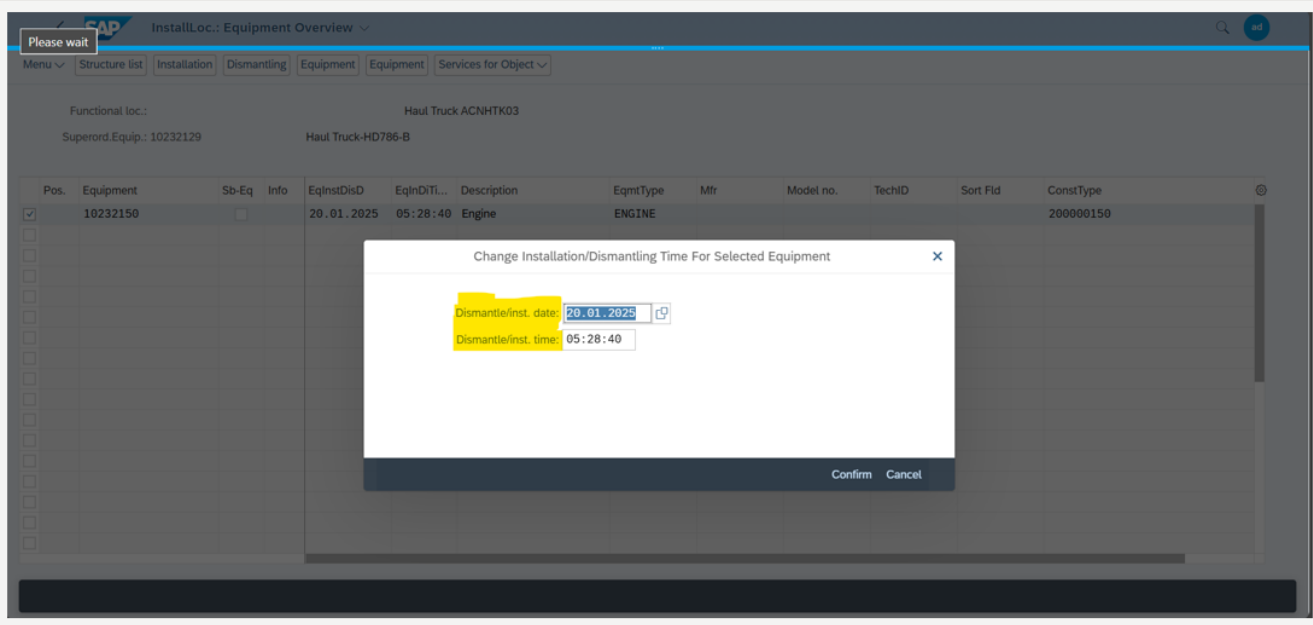 SAP InstallLoc.: Equipment Overview ad
Please wait
Menu Structure list Installation Dismantling Equipment Equipment Services for Object
Functional loc.: Haul Truck ACNHTK03
Superord.Equip.: 10232129 Haul Truck-HD786-B
Pos. Equipment Sb-Eq Info EqInstDisD EqInDiTi... Description EqmtType Mfr Model no. TechID Sort Fld ConstType
10232150 20.01.2025 05:28:40 Engine ENGINE 200000150
Change Installation/Dismantling Time For Selected Equipment
Dismantle/inst. date: 20.01.2025
Dismantle/inst. time: 05:28:40
Confirm Cancel